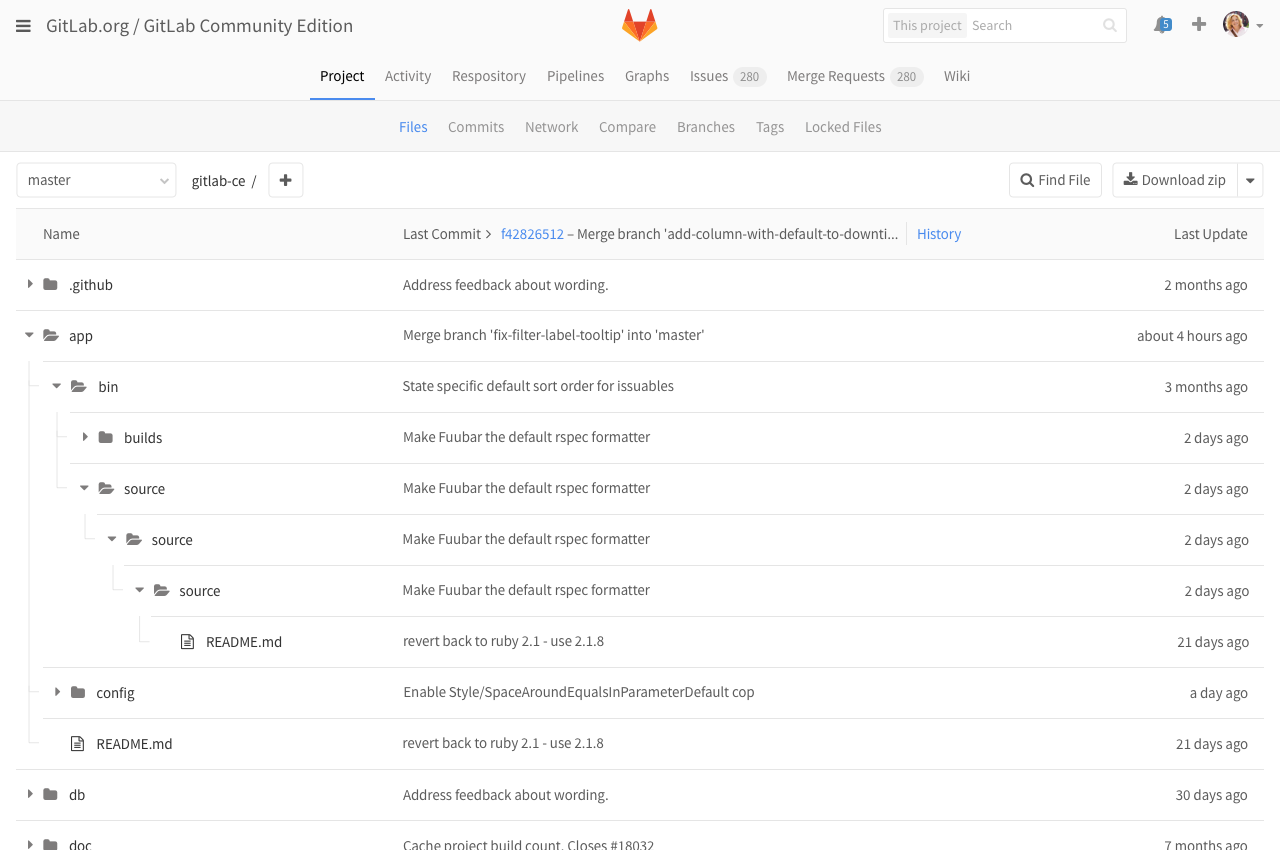 GitLab.org / GitLab Community Edition
This project Search
5
Project Activity Respository Pipelines Graphs Issues 280 Merge Requests 280 Wiki
Files Commits Network Compare Branches Tags Locked Files
master gitlab-ce / Find File Download zip
Name Last Commit f42826512 – Merge branch 'add-column-with-default-to-downti... History Last Update
.github Address feedback about wording. 2 months ago
app Merge branch 'fix-filter-label-tooltip' into 'master' about 4 hours ago
bin State specific default sort order for issuables 3 months ago
builds Make Fuubar the default rspec formatter 2 days ago
source Make Fuubar the default rspec formatter 2 days ago
source Make Fuubar the default rspec formatter 2 days ago
source Make Fuubar the default rspec formatter 2 days ago
README.md revert back to ruby 2.1 - use 2.1.8 21 days ago
config Enable Style/SpaceAroundEqualsInParameterDefault cop a day ago
README.md revert back to ruby 2.1 - use 2.1.8 21 days ago
db Address feedback about wording. 30 days ago
doc Cache project build count. Closes #18032 7 months ago